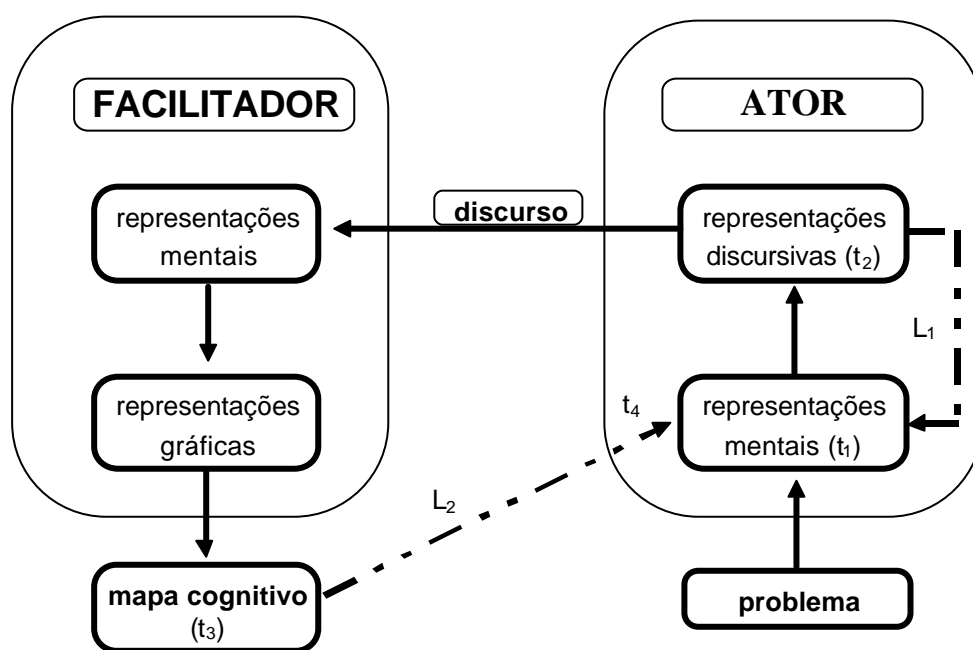 FACILITADOR
ATOR
discurso
representações
mentais
representações
discursivas (t₂)
L₁
representações
gráficas
t₄
representações
mentais (t₁)
L₂
mapa cognitivo
(t₃)
problema